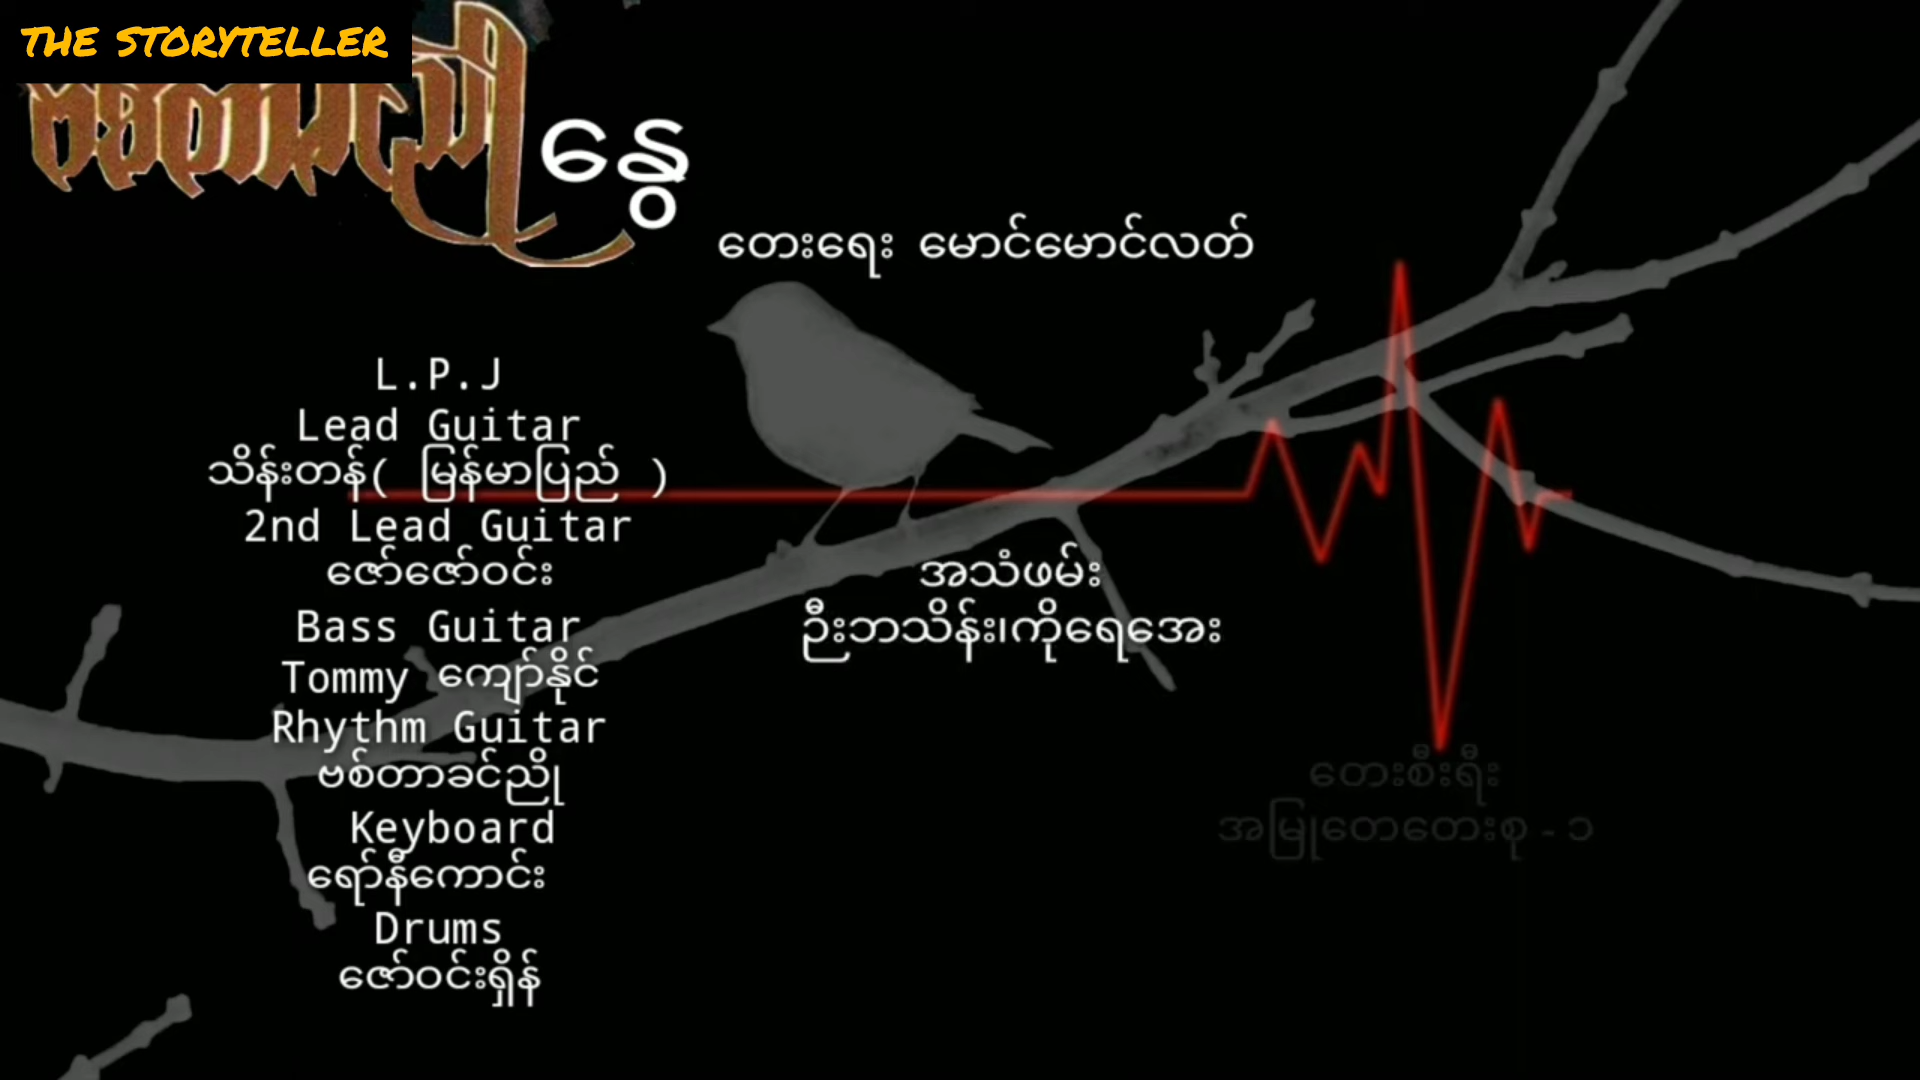 THE STORYTELLER
နွေ
တေးရေး မောင်မောင်လတ်
L.P.J
Lead Guitar
သိန်းတန်( မြန်မာပြည် )
2nd Lead Guitar
ဇော်ဇော်ဝင်း
Bass Guitar
Tommy ကျော်နိုင်
Rhythm Guitar
ဗစ်တာခင်ညို
Keyboard
ရော်နီကောင်း
Drums
ဇော်ဝင်းရှိန်
အသံဖမ်း
ဦးဘသိန်း၊ကိုရေအေး
တေးစီးရီး
အမြုတေတေးစု - ၁